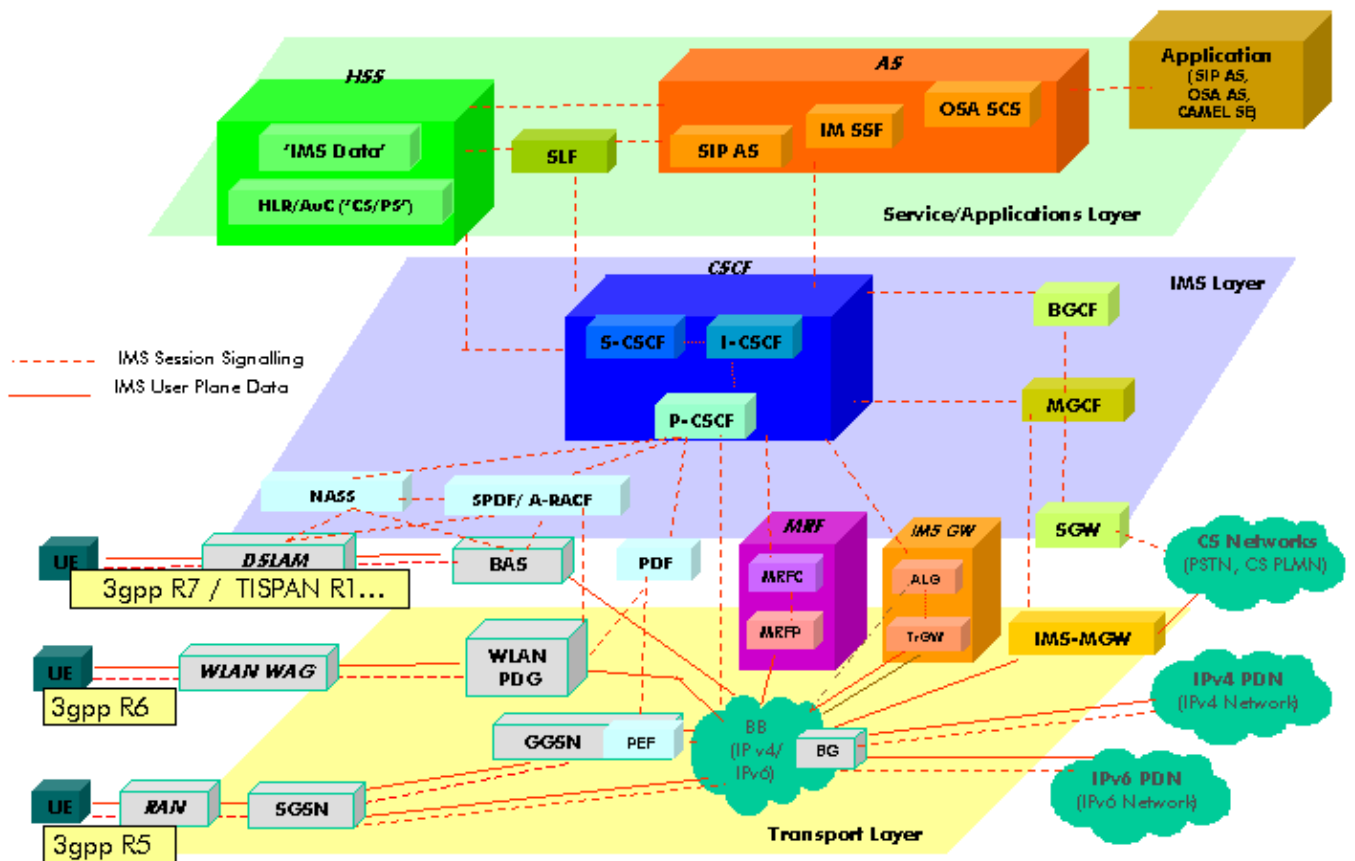 HSS
AS
Application
(SIP AS,
OSA AS,
CAMEL SE)
OSA SCS
IM SSF
'IMS Data'
SLF
SIP AS
HLR/AuC ('CS/PS')
Service/Applications Layer
CSCF
IMS Layer
BGCF
S-CSCF
I-CSCF
IMS Session Signalling
IMS User Plane Data
MGCF
P-CSCF
NASS
SPDF/ A-RACF
MRF
IMS GW
SGW
CS Networks
(PSTN, CS PLMN)
UE
DSLAM
BAS
PDF
MRFC
ALG
3gpp R7 / TISPAN R1...
MRFP
TrGW
IMS-MGW
UE
WLAN WAG
WLAN
PDG
3gpp R6
IPv4 PDN
(IPv4 Network)
GGSN
PEF
BB
(IP v4/
IPv6)
BG
IPv6 PDN
(IPv6 Network)
UE
RAN
SGSN
3gpp R5
Transport Layer